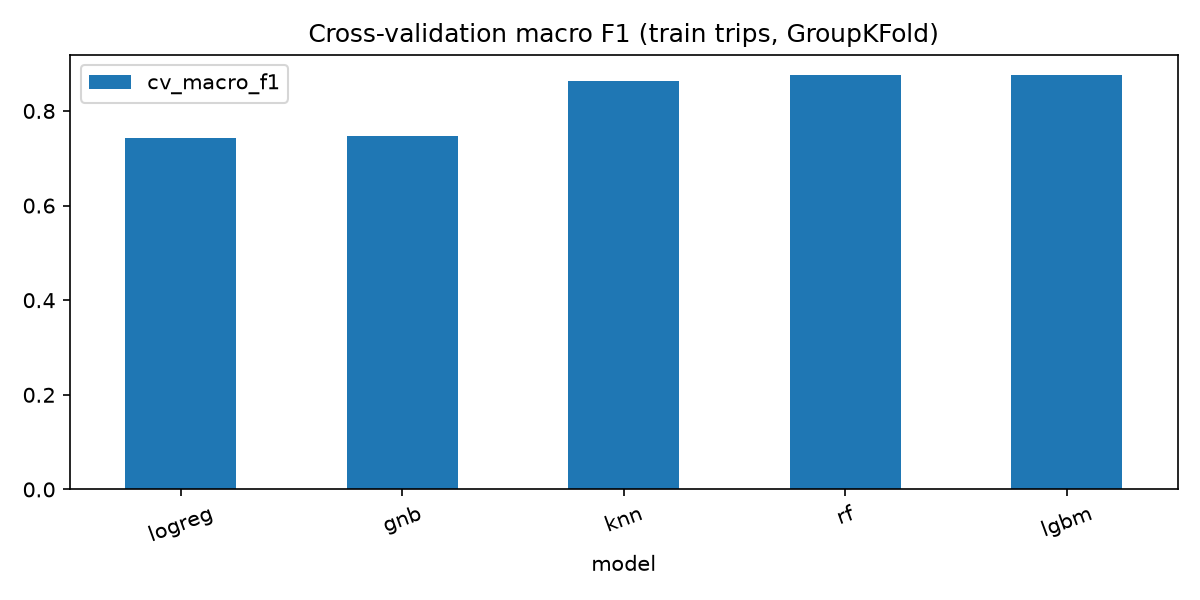 Cross-validation macro F1 (train trips, GroupKFold)
cv_macro_f1
0.8
0.6
0.4
0.2
0.0
logreg
gnb
knn
rf
lgbm
model